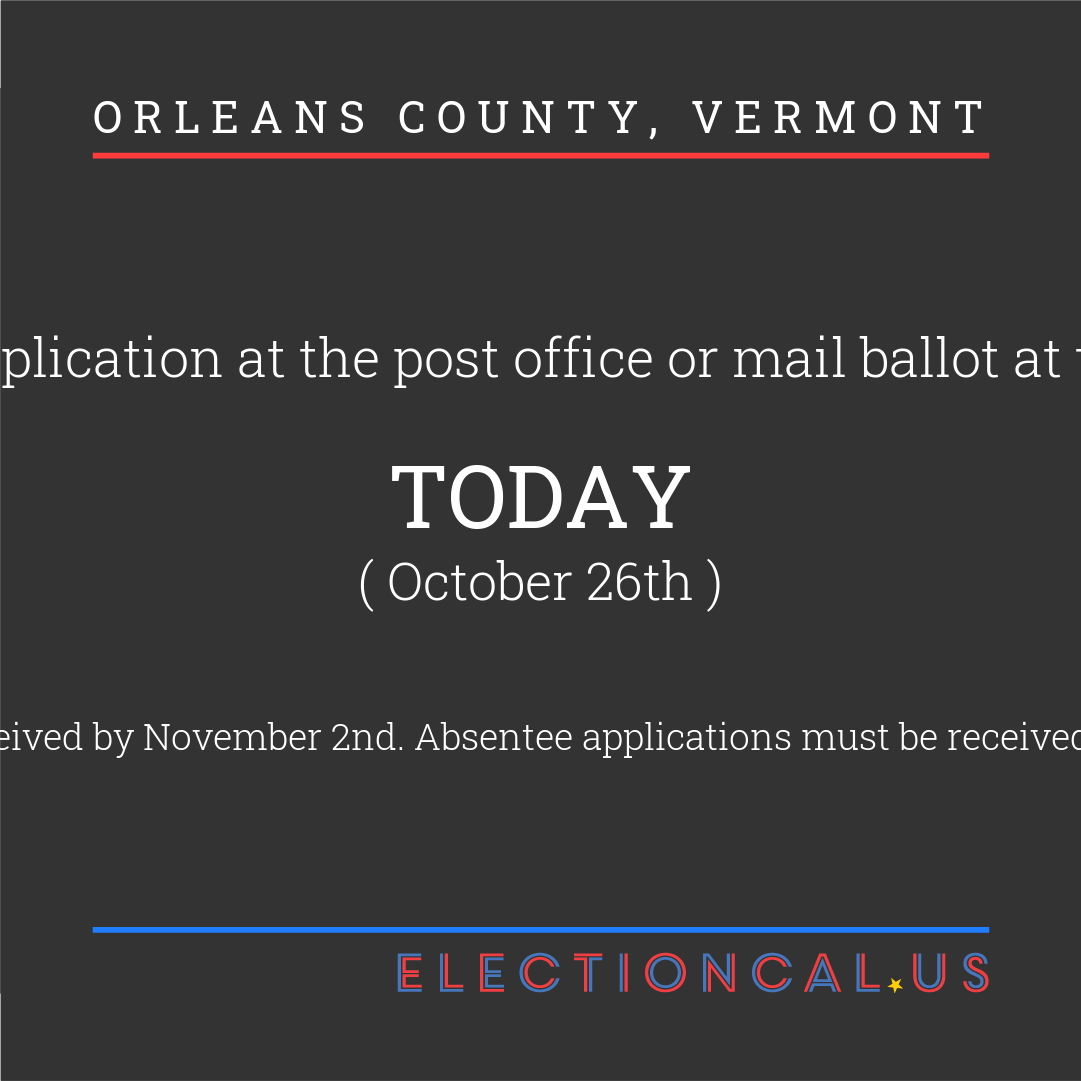 ORLEANS COUNTY, VERMONT
plication at the post office or mail ballot at
TODAY
( October 26th )
eived by November 2nd. Absentee applications must be received
ELECTIONCAL.US